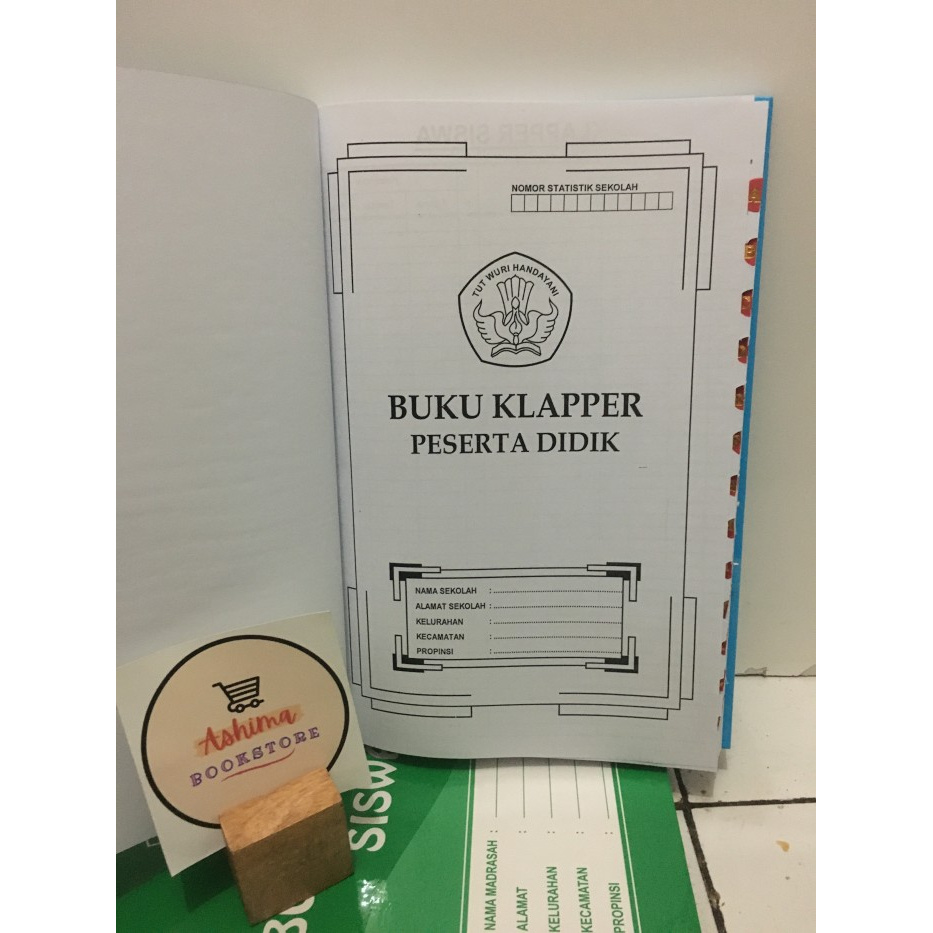 NOMOR STATISTIK SEKOLAH
TUT WURI HANDAYANI
BUKU KLAPPER
PESERTA DIDIK
NAMA SEKOLAH :
ALAMAT SEKOLAH :
KELURAHAN :
KECAMATAN :
PROPINSI :
Ashima
BOOKSTORE
SISWA
NAMA MADRASAH :
ALAMAT :
KELURAHAN :
KECAMATAN :
PROPINSI :